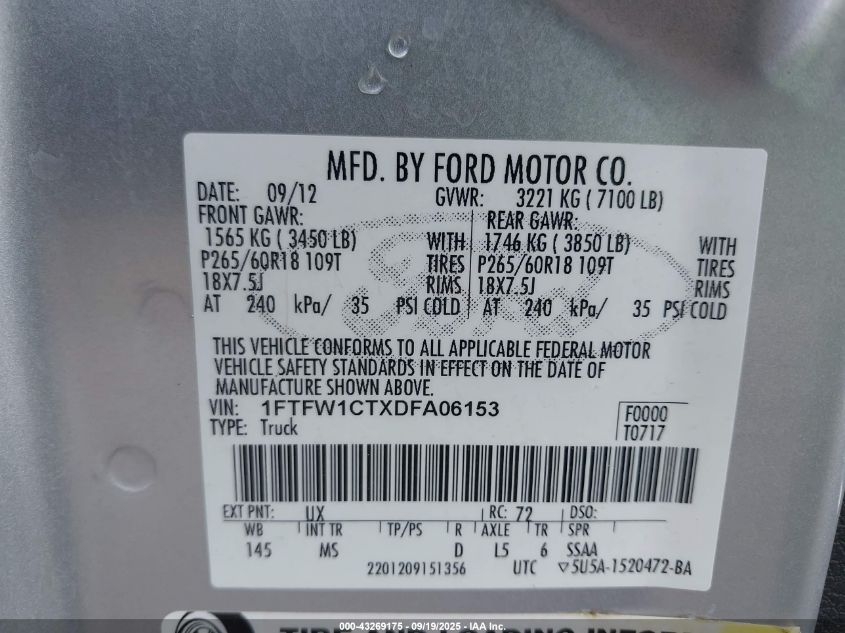 MFD. BY FORD MOTOR CO.
DATE: 09/12 GVWR: 3221 KG ( 7100 LB)
FRONT GAWR: REAR GAWR:
1565 KG ( 3450 LB) WITH 1746 KG ( 3850 LB) WITH
P265/60R18 109T TIRES P265/60R18 109T TIRES
18X7.5J RIMS 18X7.5J RIMS
AT 240 kPa/ 35 PSI COLD AT 240 kPa/ 35 PSI COLD
THIS VEHICLE CONFORMS TO ALL APPLICABLE FEDERAL MOTOR
VEHICLE SAFETY STANDARDS IN EFFECT ON THE DATE OF
MANUFACTURE SHOWN ABOVE.
VIN: 1FTFW1CTXDFA06153 F0000
TYPE: Truck T0717
EXT PNT: UX RC: 72 DSO:
WB INT TR TP/PS R AXLE TR SPR
145 MS D L5 6 SSAA
2201209151356 UTC ▽5U5A-1520472-BA
TIRE AND LOADING INFOR
000-43269175 - 09/19/2025 - IAA Inc.